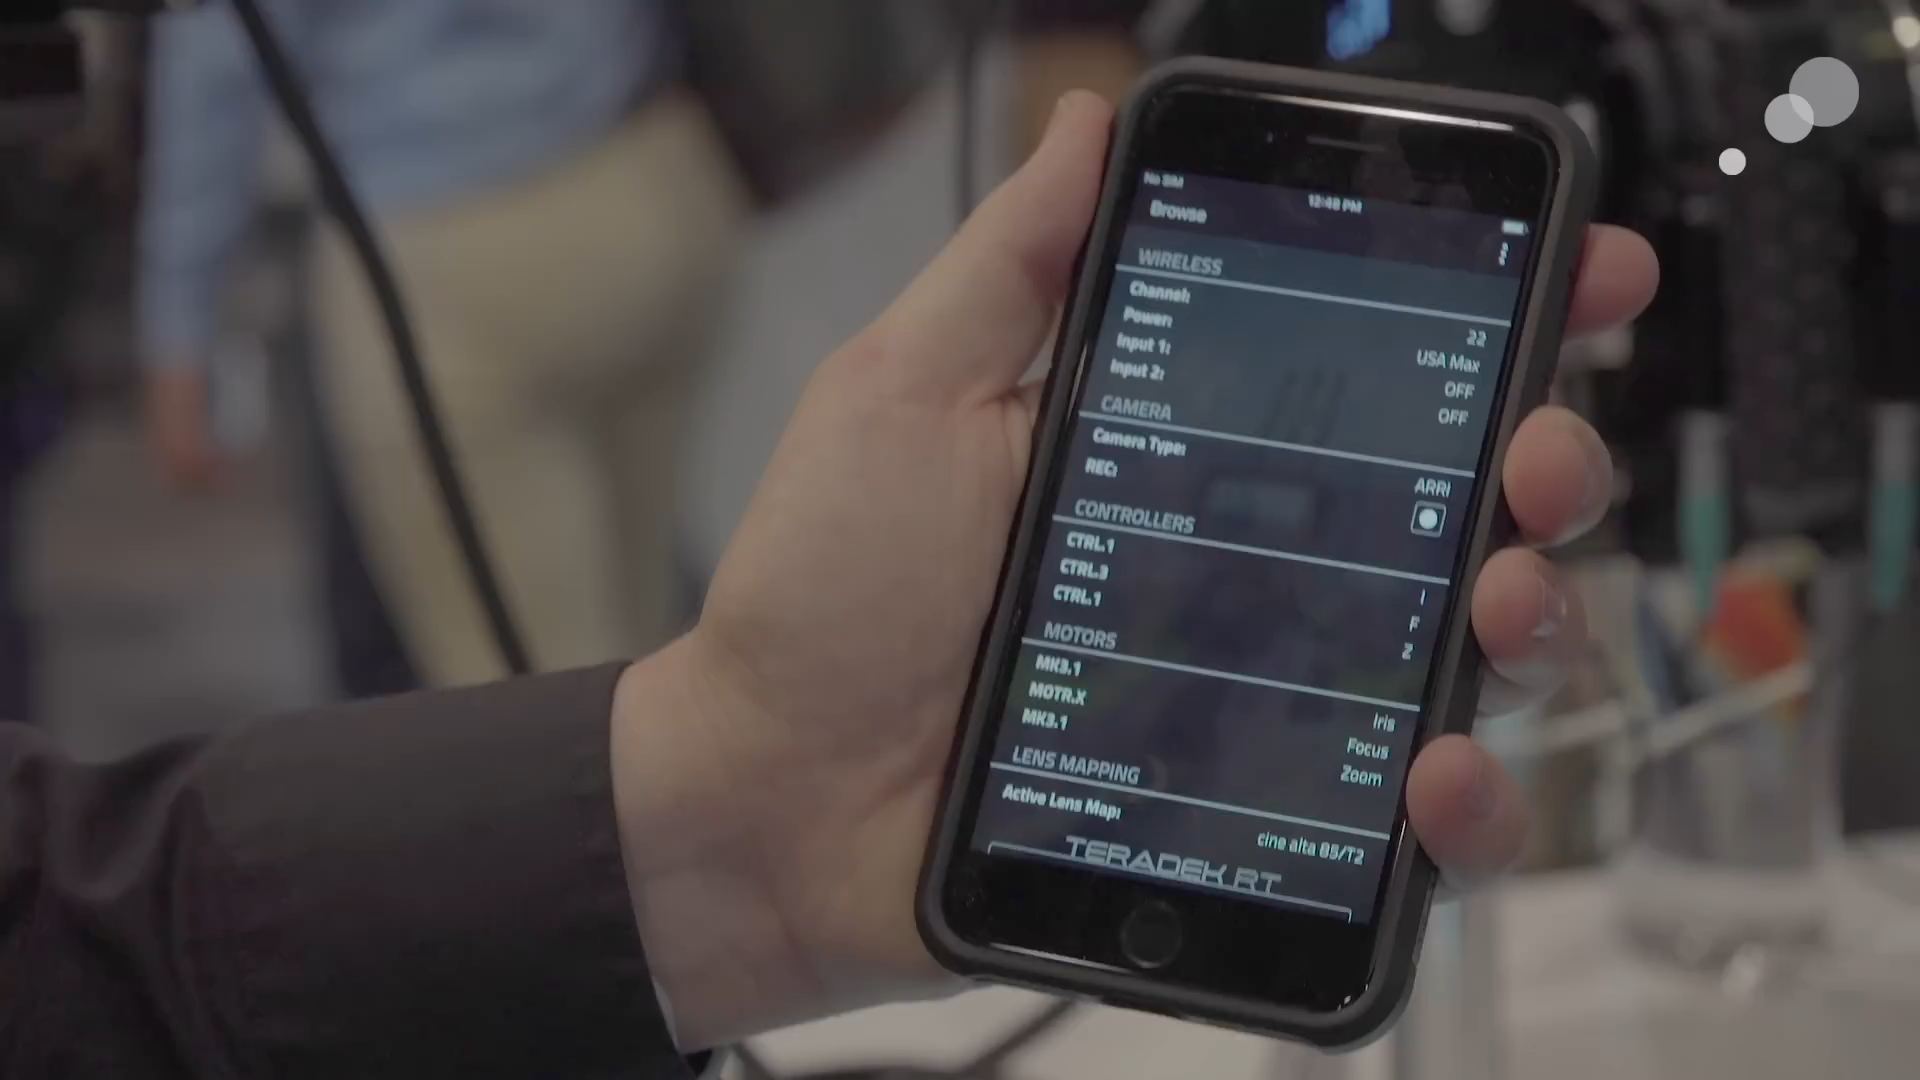 No SIM 12:48 PM
Browse
WIRELESS
Channel: 22
Power: USA Max
Input 1: OFF
Input 2: OFF
CAMERA
Camera Type: ARRI
REC:
CONTROLLERS
CTRL.1 I
CTRL.3 F
CTRL.1 Z
MOTORS
MK3.1 Iris
MOTR.X Focus
MK3.1 Zoom
LENS MAPPING
Active Lens Map: cine alta 85/T2
TERADEK RT